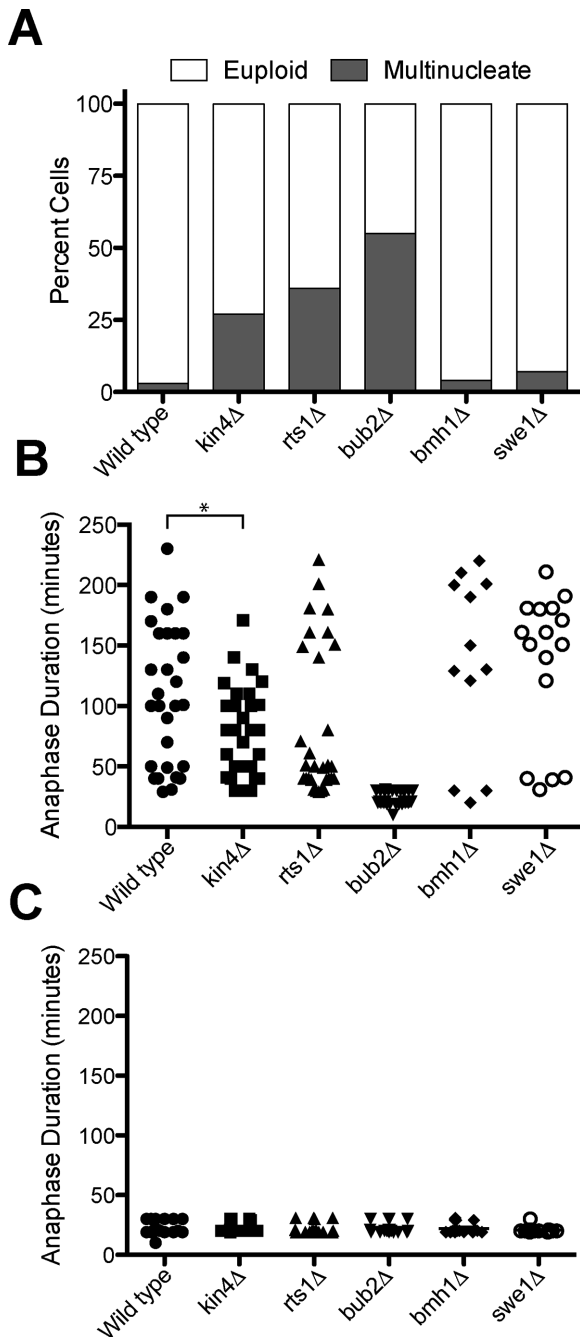 A
Euploid Multinucleate
100
75
50
25
0
Percent Cells
Wild type kin4Δ rts1Δ bub2Δ bmh1Δ swe1Δ
B
*
250
200
150
100
50
0
Anaphase Duration (minutes)
Wild type kin4Δ rts1Δ bub2Δ bmh1Δ swe1Δ
C
250
200
150
100
50
0
Anaphase Duration (minutes)
Wild type kin4Δ rts1Δ bub2Δ bmh1Δ swe1Δ